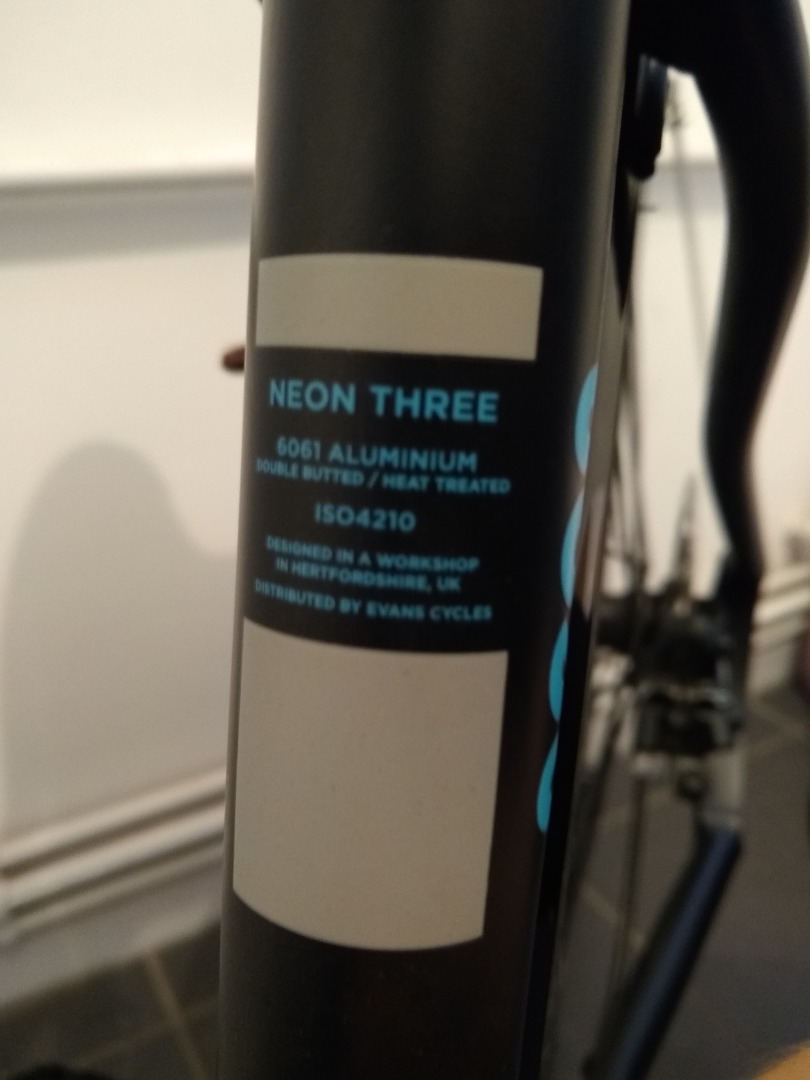 NEON THREE
6061 ALUMINIUM
DOUBLE BUTTED / HEAT TREATED
ISO4210
DESIGNED IN A WORKSHOP
IN HERTFORDSHIRE, UK
DISTRIBUTED BY EVANS CYCLES